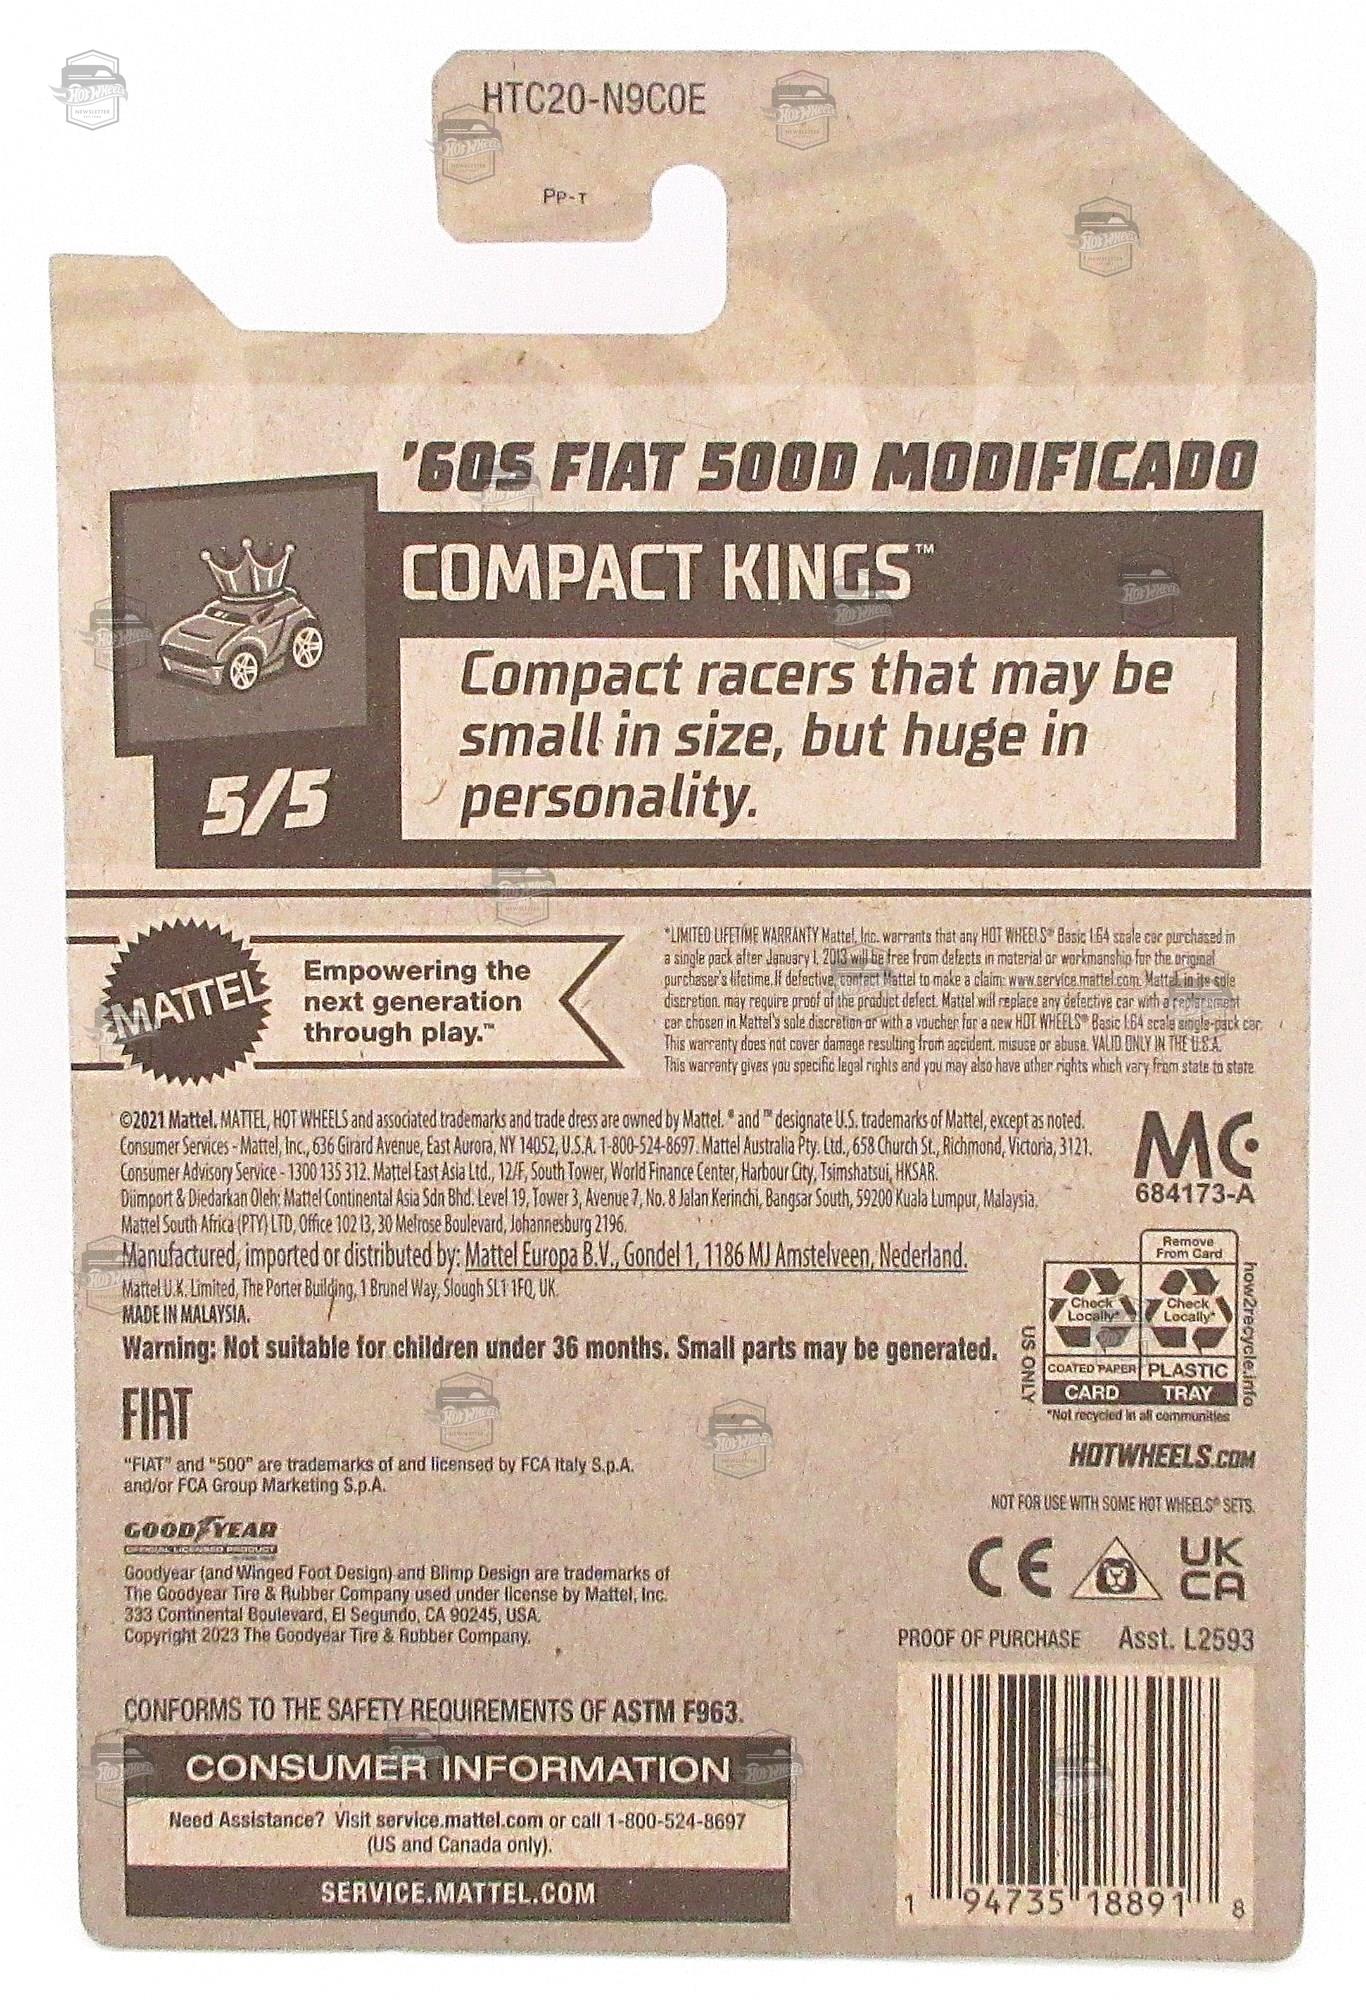 HTC20-N9C0E
PP-T
'60S FIAT 500D MODIFICADO
COMPACT KINGS™
Compact racers that may be
small in size, but huge in
personality.
5/5
MATTEL
Empowering the
next generation
through play.™
*LIMITED LIFETIME WARRANTY Mattel, Inc. warrants that any HOT WHEELS® Basic 1:64 scale car purchased in
a single pack after January 1, 2013 will be free from defects in material or workmanship for the original
purchaser's lifetime. If defective, contact Mattel to make a claim: www.service.mattel.com. Mattel, in its sole
discretion, may require proof of the product defect. Mattel will replace any defective car with a replacement
car chosen in Mattel's sole discretion or with a voucher for a new HOT WHEELS® Basic 1:64 scale single-pack car.
This warranty does not cover damage resulting from accident, misuse or abuse. VALID ONLY IN THE U.S.A.
This warranty gives you specific legal rights and you may also have other rights which vary from state to state.
©2021 Mattel. MATTEL, HOT WHEELS and associated trademarks and trade dress are owned by Mattel. ® and ™ designate U.S. trademarks of Mattel, except as noted.
Consumer Services - Mattel, Inc., 636 Girard Avenue, East Aurora, NY 14052, U.S.A. 1-800-524-8697. Mattel Australia Pty. Ltd., 658 Church St., Richmond, Victoria, 3121.
Consumer Advisory Service - 1300 135 312. Mattel East Asia Ltd., 12/F, South Tower, World Finance Center, Harbour City, Tsimshatsui, HKSAR.
Diimport & Diedarkan Oleh: Mattel Continental Asia Sdn Bhd. Level 19, Tower 3, Avenue 7, No. 8 Jalan Kerinchi, Bangsar South, 59200 Kuala Lumpur, Malaysia.
Mattel South Africa (PTY) LTD, Office 102 I3, 30 Melrose Boulevard, Johannesburg 2196.
Manufactured, imported or distributed by: Mattel Europa B.V., Gondel 1, 1186 MJ Amstelveen, Nederland.
Mattel U.K. Limited, The Porter Building, 1 Brunel Way, Slough SL1 1FQ, UK.
MADE IN MALAYSIA.
Warning: Not suitable for children under 36 months. Small parts may be generated.
MC
684173-A
Remove
From Card
Check
Locally*
Check
Locally*
COATED PAPER
PLASTIC
CARD
TRAY
US ONLY
how2recycle.info
*Not recycled in all communities
FIAT
"FIAT" and "500" are trademarks of and licensed by FCA Italy S.p.A.
and/or FCA Group Marketing S.p.A.
HOTWHEELS.COM
NOT FOR USE WITH SOME HOT WHEELS® SETS.
GOODYEAR
OFFICIAL LICENSED PRODUCT
Goodyear (and Winged Foot Design) and Blimp Design are trademarks of
The Goodyear Tire & Rubber Company used under license by Mattel, Inc.
333 Continental Boulevard, El Segundo, CA 90245, USA.
Copyright 2023 The Goodyear Tire & Rubber Company.
CE
UK
CA
PROOF OF PURCHASE
Asst. L2593
CONFORMS TO THE SAFETY REQUIREMENTS OF ASTM F963.
CONSUMER INFORMATION
Need Assistance? Visit service.mattel.com or call 1-800-524-8697
(US and Canada only).
SERVICE.MATTEL.COM
1 94735 18891 8